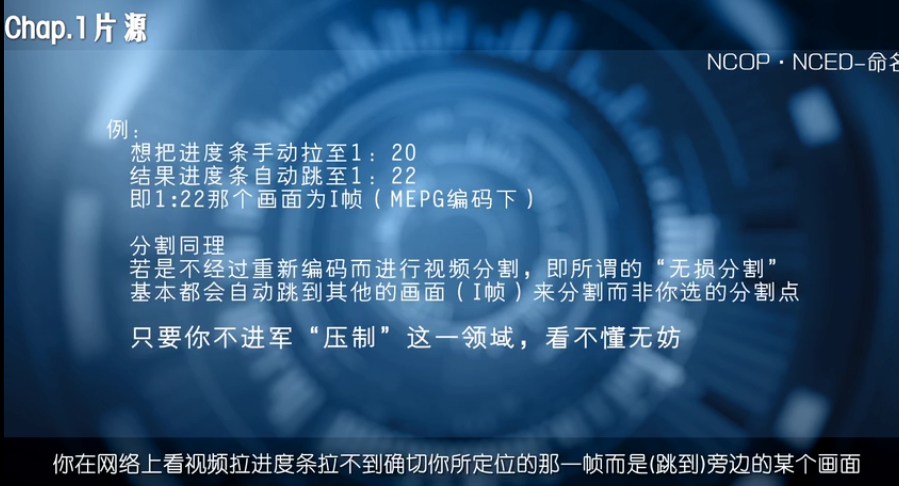 Chap.1片源
NCOP·NCED-命名
例：
想把进度条手动拉至1：20
结果进度条自动跳至1：22
即1:22那个画面为I帧（MEPG编码下）
分割同理
若是不经过重新编码而进行视频分割，即所谓的“无损分割”
基本都会自动跳到其他的画面（I帧）来分割而非你选的分割点
只要你不进军“压制”这一领域，看不懂无妨
你在网络上看视频拉进度条拉不到确切你所定位的那一帧而是(跳到)旁边的某个画面